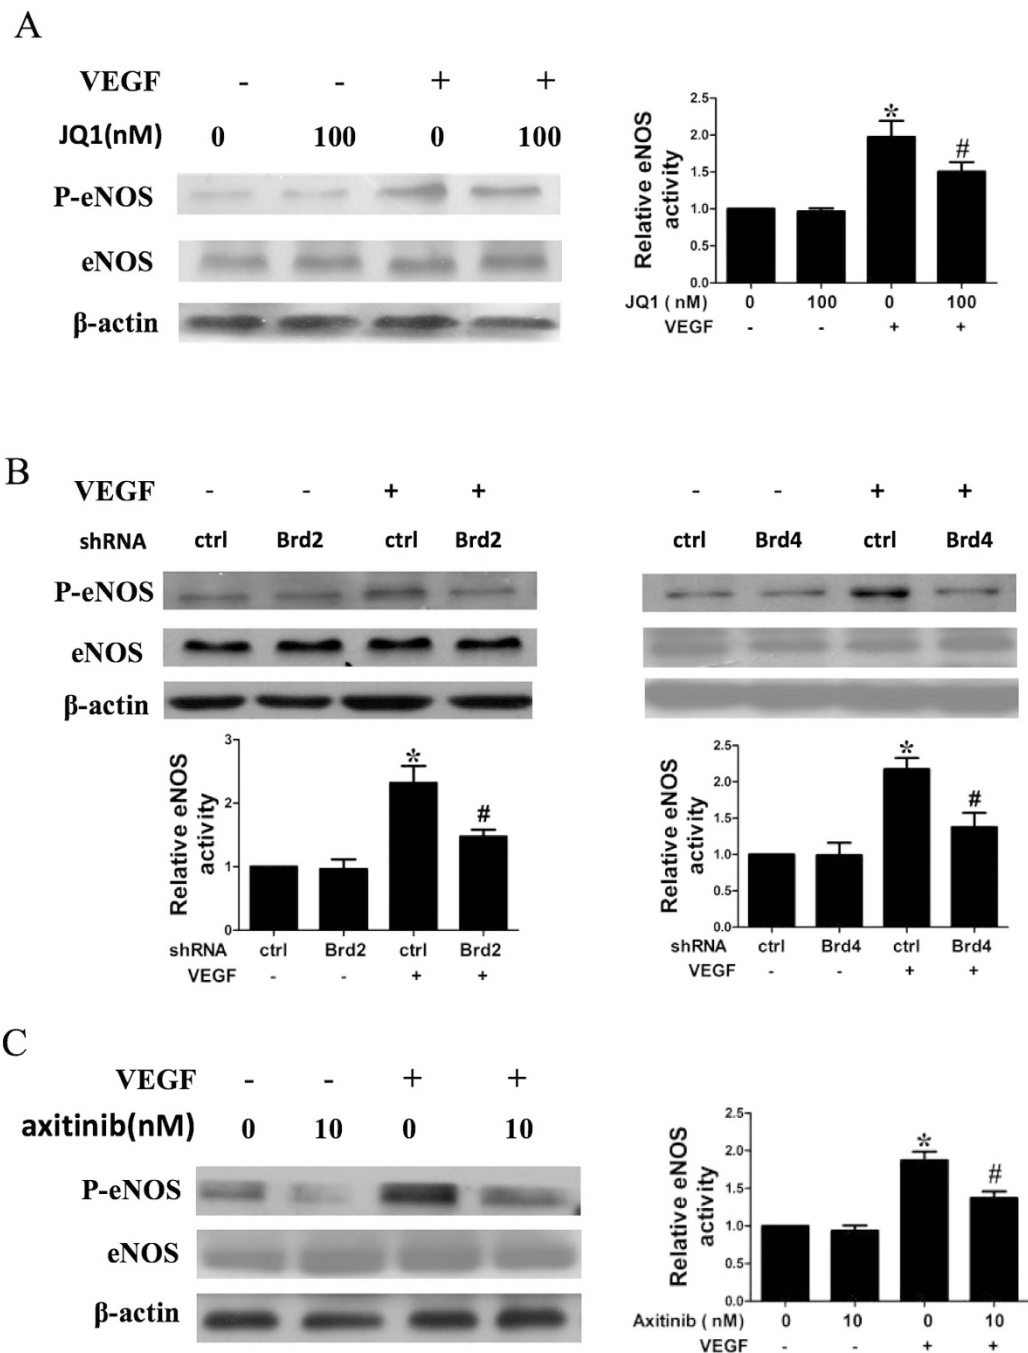 A
VEGF - - + +
JQ1(nM) 0 100 0 100
P-eNOS
eNOS
β-actin
Relative eNOS
activity
2.5
2.0
1.5
1.0
0.5
0.0
*
#
JQ1 ( nM) 0 100 0 100
VEGF - - + +
B
VEGF - - + +
shRNA ctrl Brd2 ctrl Brd2
P-eNOS
eNOS
β-actin
- - + +
ctrl Brd4 ctrl Brd4
Relative eNOS
activity
3
2
1
0
*
#
shRNA ctrl Brd2 ctrl Brd2
VEGF - - + +
Relative eNOS
activity
2.5
2.0
1.5
1.0
0.5
0.0
*
#
shRNA ctrl Brd4 ctrl Brd4
VEGF - - + +
C
VEGF - - + +
axitinib(nM) 0 10 0 10
P-eNOS
eNOS
β-actin
Relative eNOS
activity
2.5
2.0
1.5
1.0
0.5
0.0
*
#
Axitinib ( nM) 0 10 0 10
VEGF - - + +